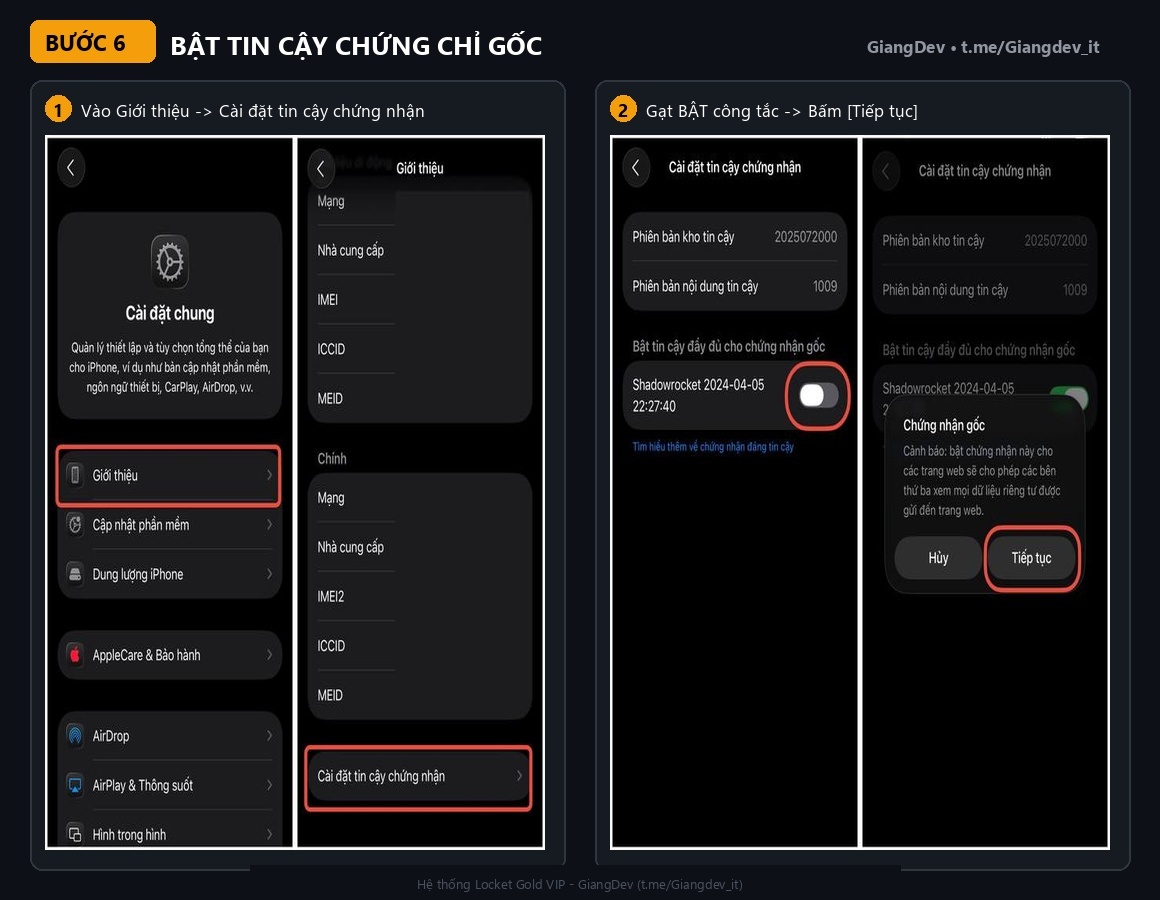 BƯỚC 6
BẬT TIN CẬY CHỨNG CHỈ GỐC
GiangDev • t.me/Giangdev_it
1 Vào Giới thiệu -> Cài đặt tin cậy chứng nhận
Cài đặt chung
Quản lý thiết lập và tùy chọn tổng thể của bạn
cho iPhone, ví dụ như bản cập nhật phần mềm,
ngôn ngữ thiết bị, CarPlay, AirDrop, v.v.
Giới thiệu
Cập nhật phần mềm
Dung lượng iPhone
AppleCare & Bảo hành
AirDrop
AirPlay & Thông suốt
Hình trong hình
Giới thiệu
Mạng
Nhà cung cấp
IMEI
ICCID
MEID
Chính
Mạng
Nhà cung cấp
IMEI2
ICCID
MEID
Cài đặt tin cậy chứng nhận
2 Gạt BẬT công tắc -> Bấm [Tiếp tục]
Cài đặt tin cậy chứng nhận
Phiên bản kho tin cậy 2025072000
Phiên bản nội dung tin cậy 1009
Bật tin cậy đầy đủ cho chứng nhận gốc
Shadowrocket 2024-04-05
22:27:40
Tìm hiểu thêm về chứng nhận đáng tin cậy
Cài đặt tin cậy chứng nhận
Phiên bản kho tin cậy 2025072000
Phiên bản nội dung tin cậy 1009
Bật tin cậy đầy đủ cho chứng nhận gốc
Shadowrocket 2024-04-05
Chứng nhận gốc
Cảnh báo: bật chứng nhận này cho
các trang web sẽ cho phép các bên
thứ ba xem mọi dữ liệu riêng tư được
gửi đến trang web.
Hủy
Tiếp tục
Hệ thống Locket Gold VIP - GiangDev (t.me/Giangdev_it)